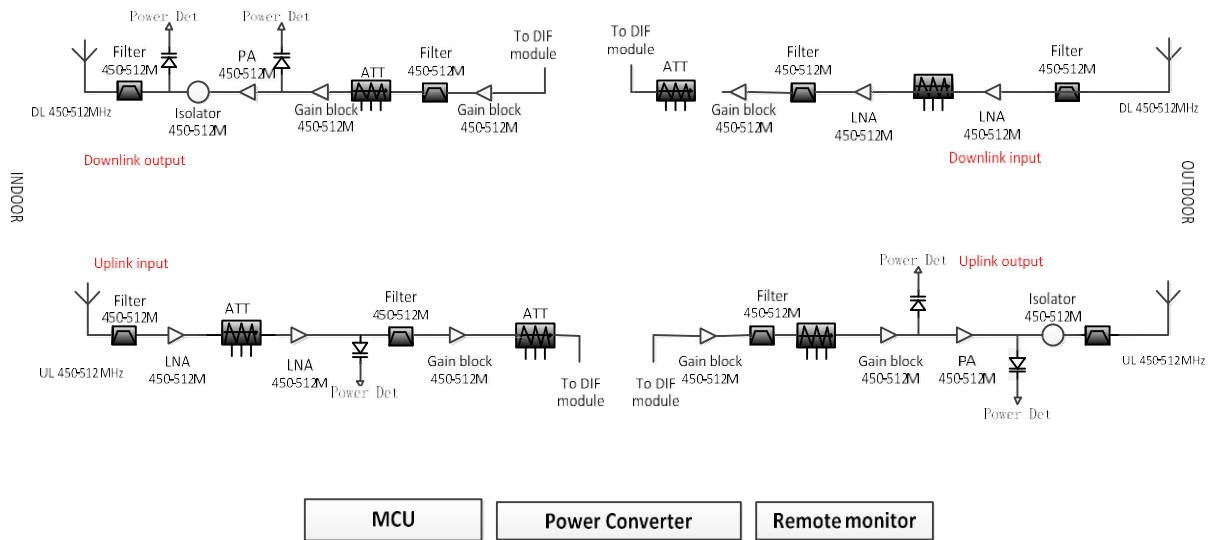 Power Det
Power Det
Filter
450-512M
PA
450-512M
ATT
Filter
450-512M
To DIF
module
DL 450-512MHz
Isolator
450-512M
Gain block
450-512M
Gain block
450-512M
Downlink output
To DIF
module
ATT
Filter
450-512M
Filter
450-512M
Gain block
450-512M
LNA
450-512M
LNA
450-512M
DL 450-512MHz
Downlink input
INDOOR
OUTDOOR
Uplink input
Filter
450-512M
ATT
Filter
450-512M
ATT
UL 450-512 MHz
LNA
450-512M
LNA
450-512M
Power Det
Gain block
450-512M
To DIF
module
Power Det
Uplink output
Filter
450-512M
Isolator
450-512M
To DIF
module
Gain block
450-512M
Gain block
450-512M
PA
450-512M
UL 450-512 MHz
Power Det
MCU
Power Converter
Remote monitor